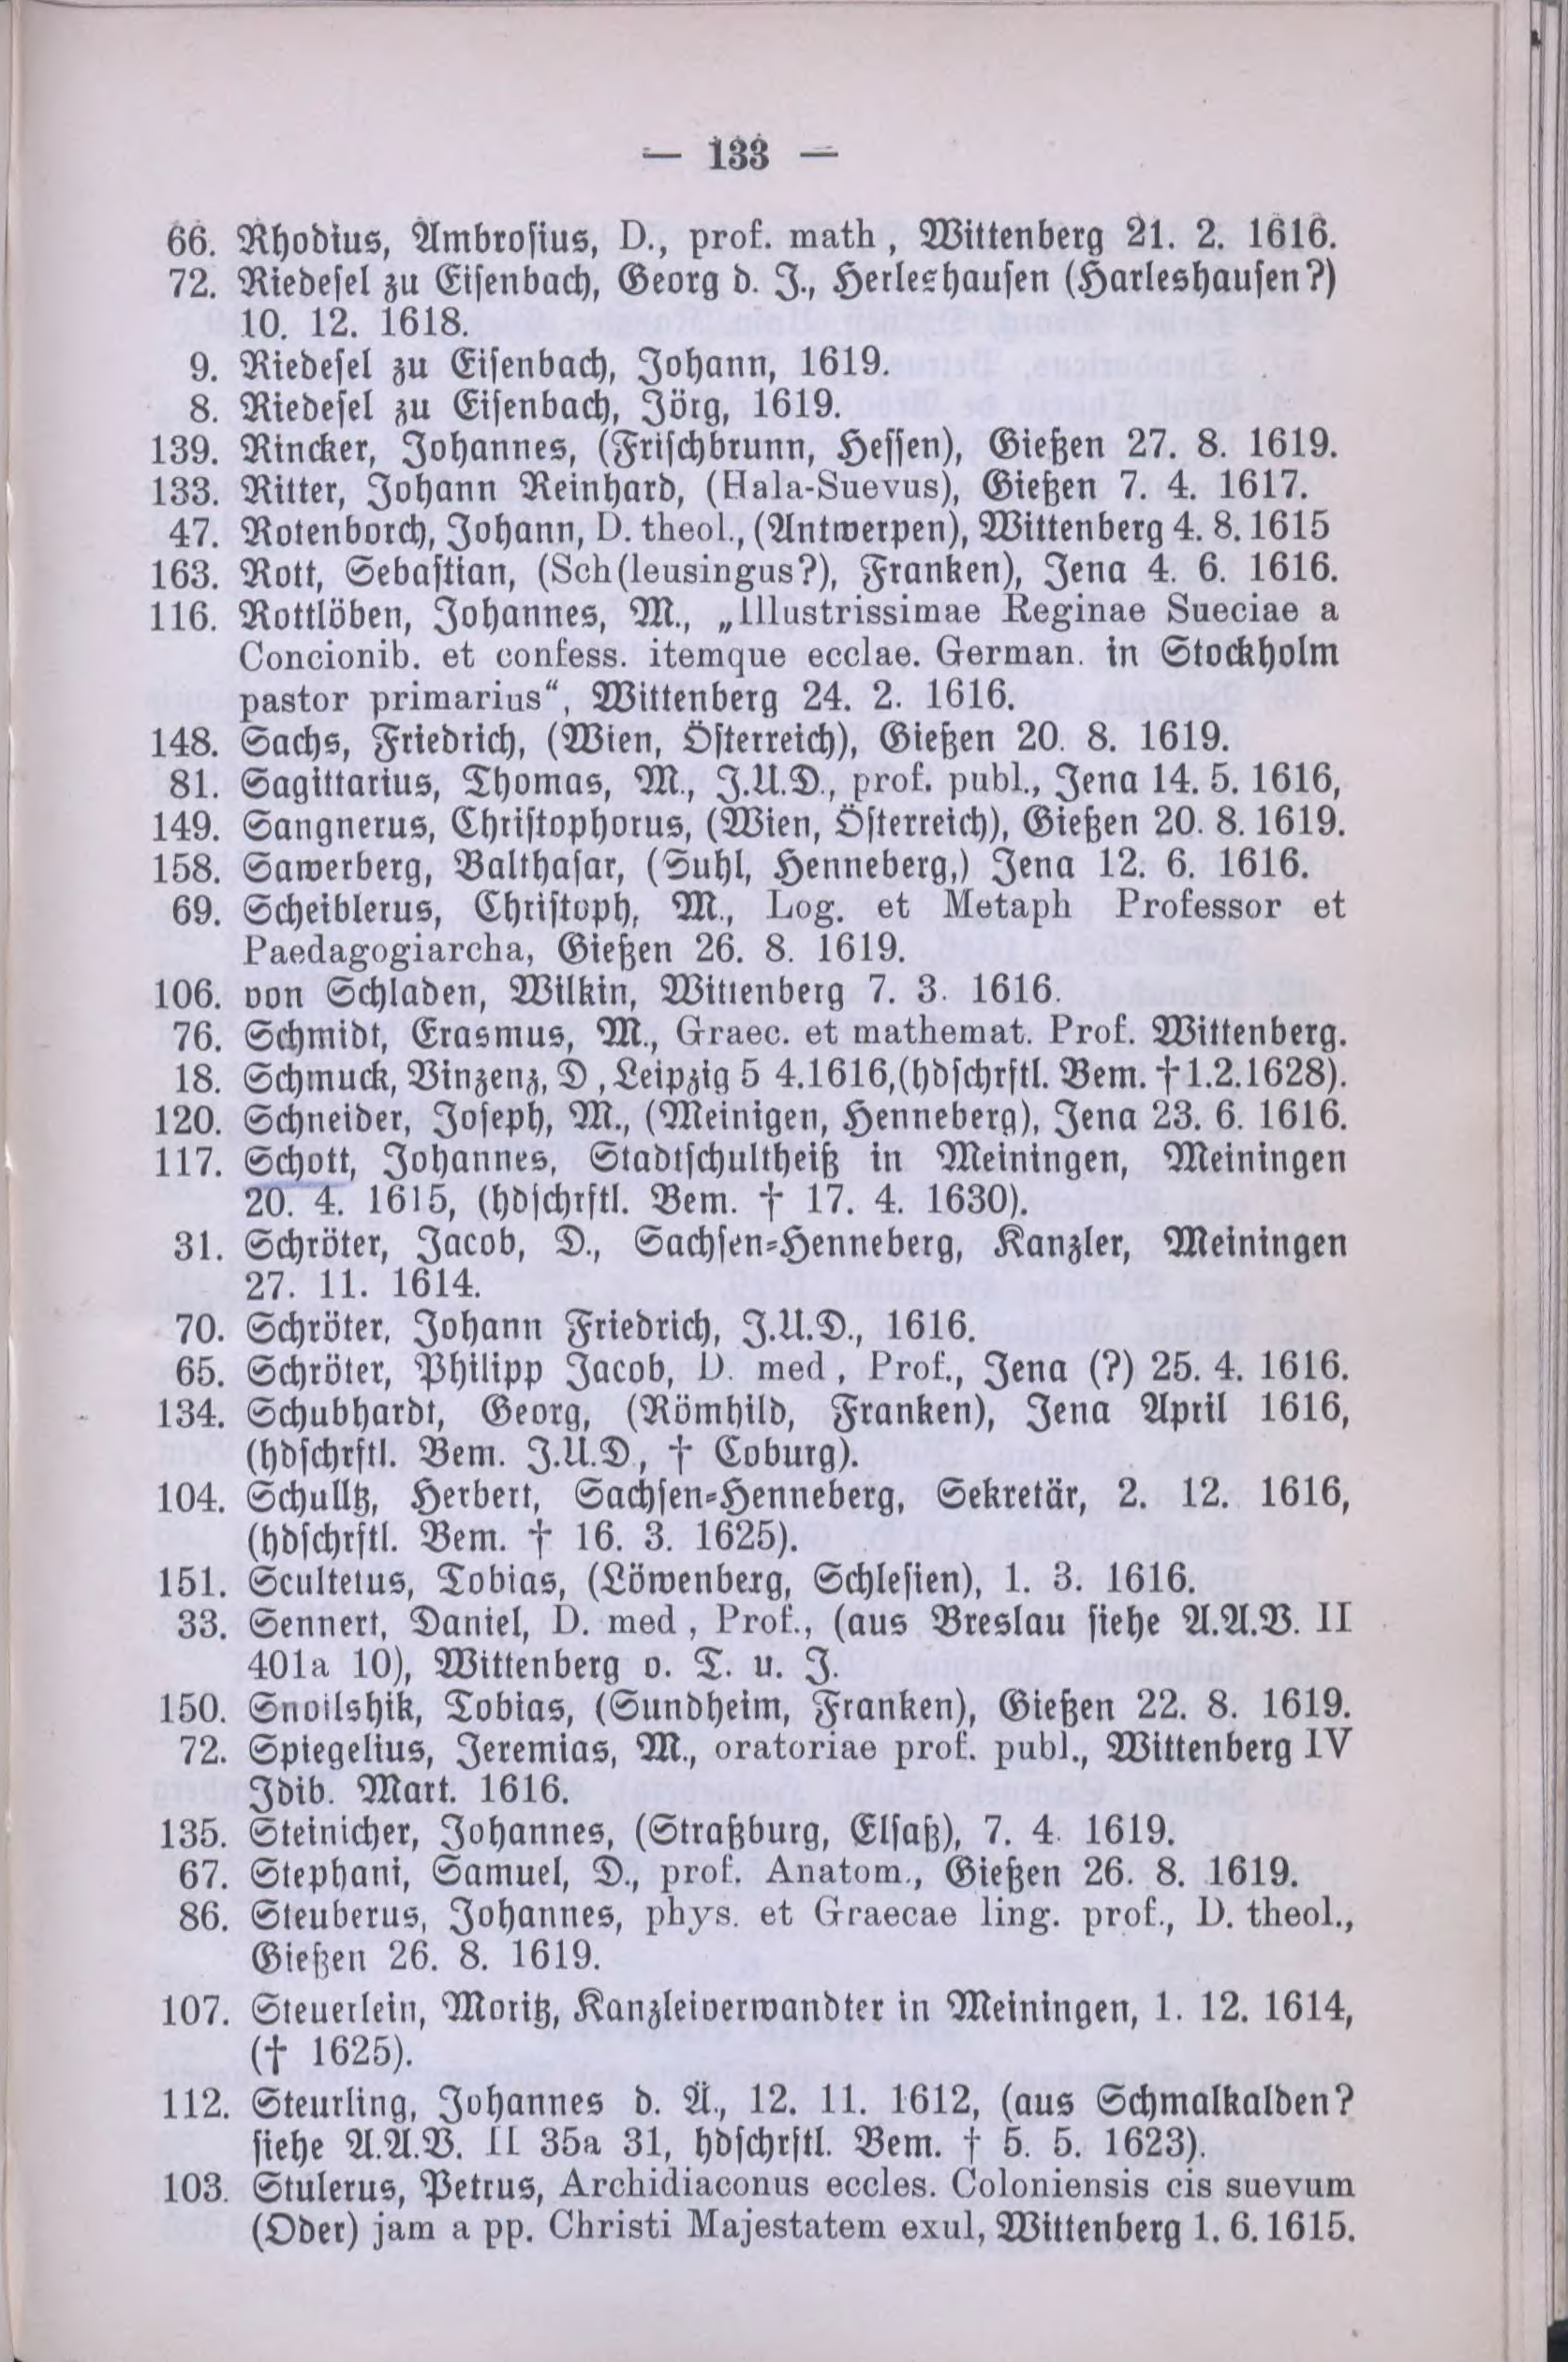 — 133 —
66. Rhodius, Ambrosius, D., prof. math , Wittenberg 21. 2. 1616.
72. Riedesel zu Eisenbach, Georg d. J., Herleshausen (Harleshausen?)
10. 12. 1618.
9. Riedesel zu Eisenbach, Johann, 1619.
8. Riedesel zu Eisenbach, Jörg, 1619.
139. Rincker, Johannes, (Frischbrunn, Hessen), Gießen 27. 8. 1619.
133. Ritter, Johann Reinhard, (Hala-Suevus), Gießen 7. 4. 1617.
47. Rotenborch, Johann, D. theol., (Antwerpen), Wittenberg 4. 8. 1615
163. Rott, Sebastian, (Sch(leusingus?), Franken), Jena 4. 6. 1616.
116. Rottlöben, Johannes, M., „Illustrissimae Reginae Sueciae a
Concionib. et confess. itemque ecclae. German. in Stockholm
pastor primarius“, Wittenberg 24. 2. 1616.
148. Sachs, Friedrich, (Wien, Österreich), Gießen 20. 8. 1619.
81. Sagittarius, Thomas, M., J.U.D., prof. publ., Jena 14. 5. 1616,
149. Sangnerus, Christophorus, (Wien, Österreich), Gießen 20. 8. 1619.
158. Sawerberg, Balthasar, (Suhl, Henneberg,) Jena 12. 6. 1616.
69. Scheiblerus, Christoph, M., Log. et Metaph Professor et
Paedagogiarcha, Gießen 26. 8. 1619.
106. von Schladen, Wilkin, Wittenberg 7. 3. 1616.
76. Schmidt, Erasmus, M., Graec. et mathemat. Prof. Wittenberg.
18. Schmuck, Vinzenz, D , Leipzig 5 4.1616,(hdschrftl. Bem. † 1.2.1628).
120. Schneider, Joseph, M., (Meinigen, Henneberg), Jena 23. 6. 1616.
117. Schott, Johannes, Stadtschultheiß in Meiningen, Meiningen
20. 4. 1615, (hdschrftl. Bem. † 17. 4. 1630).
31. Schröter, Jacob, D., Sachsen-Henneberg, Kanzler, Meiningen
27. 11. 1614.
70. Schröter, Johann Friedrich, J.U.D., 1616.
65. Schröter, Philipp Jacob, D. med , Prof., Jena (?) 25. 4. 1616.
134. Schubhardt, Georg, (Römhild, Franken), Jena April 1616,
(hdschrftl. Bem. J.U.D., † Coburg).
104. Schulltz, Herbert, Sachsen-Henneberg, Sekretär, 2. 12. 1616,
(hdschrftl. Bem. † 16. 3. 1625).
151. Scultetus, Tobias, (Löwenberg, Schlesien), 1. 3. 1616.
33. Sennert, Daniel, D. med , Prof., (aus Breslau siehe A.A.B. II
401a 10), Wittenberg o. T. u. J.
150. Snoilshik, Tobias, (Sundheim, Franken), Gießen 22. 8. 1619.
72. Spiegelius, Jeremias, M., oratoriae prof. publ., Wittenberg IV
Idib. Mart. 1616.
135. Steinicher, Johannes, (Straßburg, Elsaß), 7. 4. 1619.
67. Stephani, Samuel, D., prof. Anatom., Gießen 26. 8. 1619.
86. Steuberus, Johannes, phys. et Graecae ling. prof., D. theol.,
Gießen 26. 8. 1619.
107. Steuerlein, Moritz, Kanzleiverwandter in Meiningen, 1. 12. 1614,
(† 1625).
112. Steurling, Johannes d. Ä., 12. 11. 1612, (aus Schmalkalden?
siehe A.A.B. II 35a 31, hdschrftl. Bem. † 5. 5. 1623).
103. Stulerus, Petrus, Archidiaconus eccles. Coloniensis cis suevum
(Oder) jam a pp. Christi Majestatem exul, Wittenberg 1. 6. 1615.